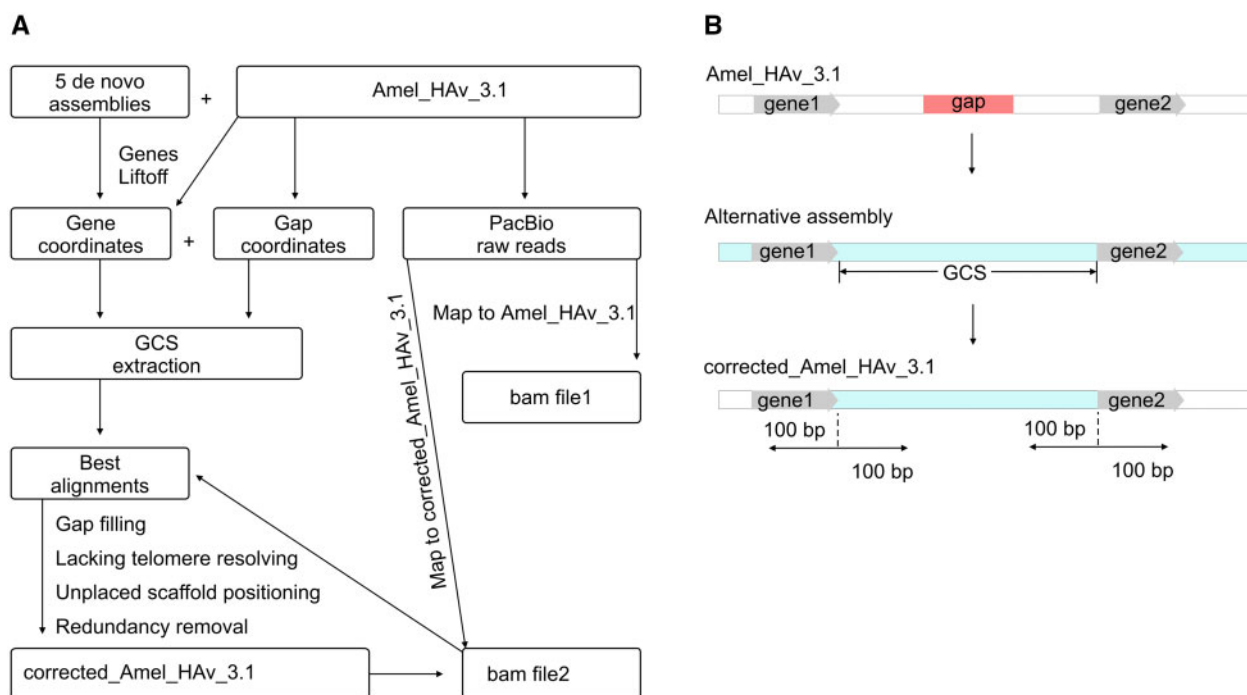 A
5 de novo
assemblies
+
Amel_HAv_3.1
Genes
Liftoff
Gene
coordinates
+
Gap
coordinates
PacBio
raw reads
Map to Amel_HAv_3.1
GCS
extraction
bam file1
Map to corrected_Amel_HAv_3.1
Best
alignments
Gap filling
Lacking telomere resolving
Unplaced scaffold positioning
Redundancy removal
corrected_Amel_HAv_3.1
bam file2
B
Amel_HAv_3.1
gene1 gap gene2
Alternative assembly
gene1 gene2
GCS
corrected_Amel_HAv_3.1
gene1 gene2
100 bp 100 bp
100 bp 100 bp